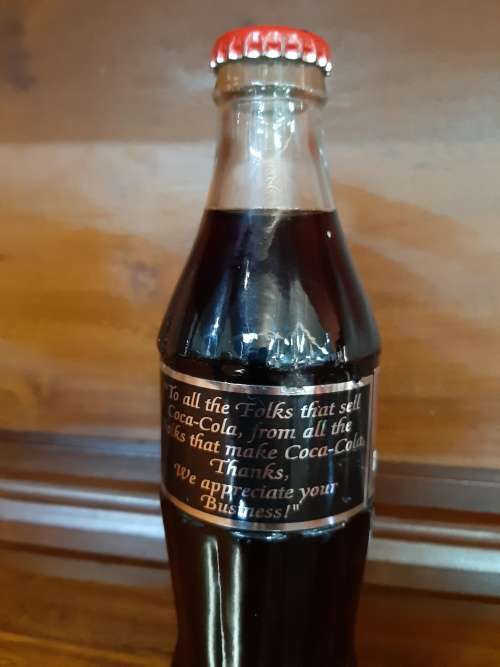 "To all the Folks that sell
Coca-Cola, from all the
Folks that make Coca-Cola,
Thanks,
We appreciate your
Business!"